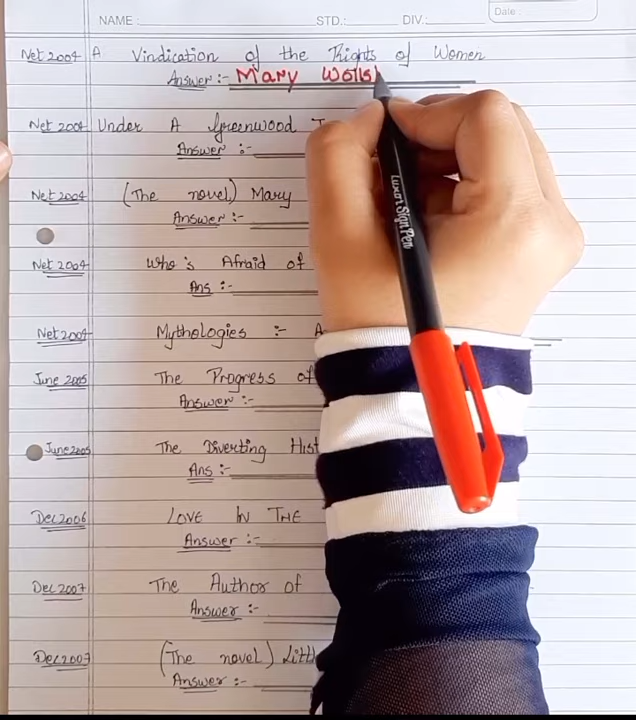 NAME : STD.: DIV.: Date :
Net 2004 A Vindication of the Rights of Women
Answer :- Mary Wolls
Net 2004 Under A Greenwood T
Answer :-
Net 2004 (The novel) Mary
Answer :-
Net 2004 Who's Afraid of
Ans :-
Net 2004 Mythologies :- A
June 2005 The Progress of
Answer :-
June 2005 The Diverting Hist
Ans :-
Dec 2006 LOVE IN THE
Answer :-
Dec 2007 The Author of
Answer :-
Dec 2007 (The novel) Littl
Answer :-
Luxor Sign Pen